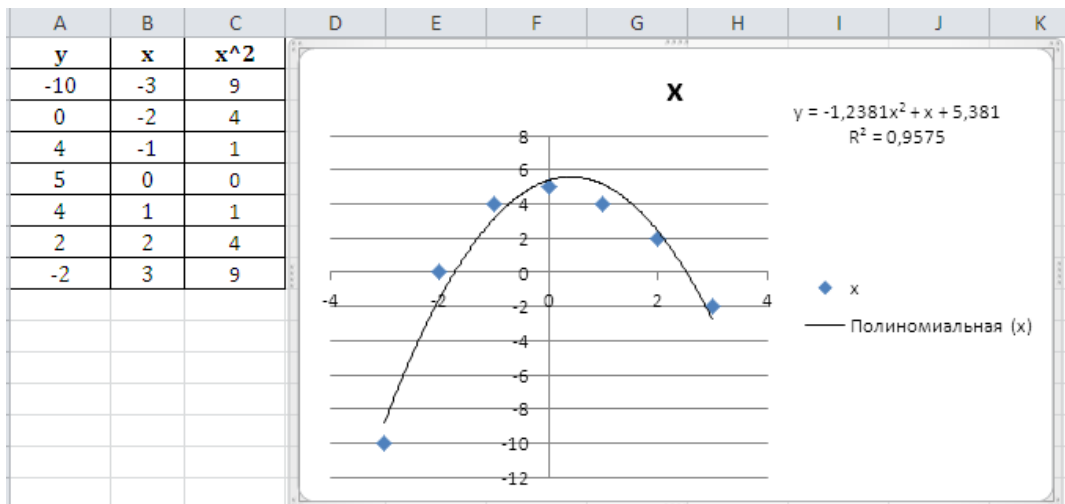 A B C D E F G H I J K
y x x^2
-10 -3 9
0 -2 4
4 -1 1
5 0 0
4 1 1
2 2 4
-2 3 9
x
y = -1,2381x² + x + 5,381
R² = 0,9575
8
6
4
2
0
-4 -2 0 2 4
-2
-4
-6
-8
-10
-12
x
Полиномиальная (x)